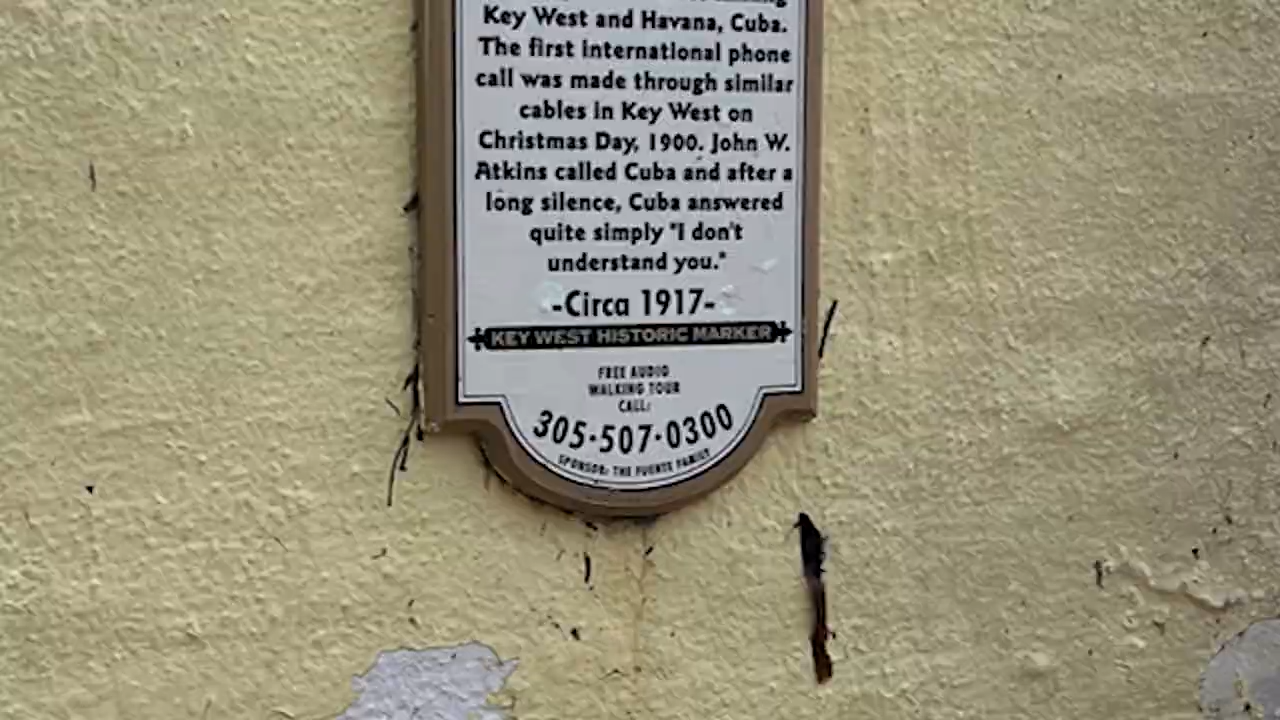 Key West and Havana, Cuba.
The first international phone
call was made through similar
cables in Key West on
Christmas Day, 1900. John W.
Atkins called Cuba and after a
long silence, Cuba answered
quite simply "I don't
understand you."
-Circa 1917-
KEY WEST HISTORIC MARKER
FREE AUDIO
WALKING TOUR
CALL:
305·507·0300
SPONSOR: THE FUENTE FAMILY